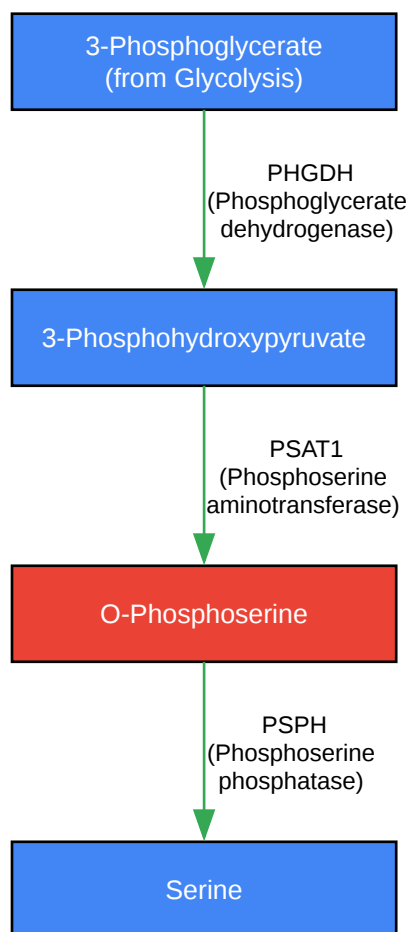 3-Phosphoglycerate
(from Glycolysis)
PHGDH
(Phosphoglycerate
dehydrogenase)
3-Phosphohydroxypyruvate
PSAT1
(Phosphoserine
aminotransferase)
O-Phosphoserine
PSPH
(Phosphoserine
phosphatase)
Serine